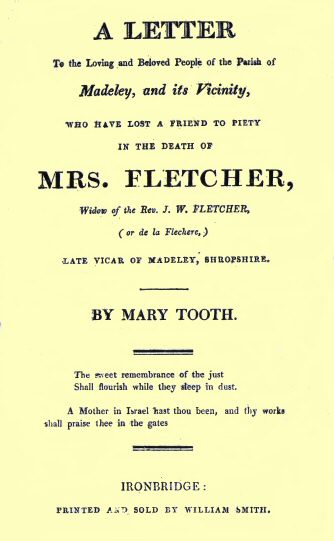 A LETTER
To the Loving and Beloved People of the Parish of
Madeley, and its Vicinity,
WHO HAVE LOST A FRIEND TO PIETY
IN THE DEATH OF
MRS. FLETCHER,
Widow of the Rev. J. W. FLETCHER,
(or de la Flechere,)
LATE VICAR OF MADELEY, SHROPSHIRE.
BY MARY TOOTH.
The sweet remembrance of the just
Shall flourish while they sleep in dust.
A Mother in Israel hast thou been, and thy works
shall praise thee in the gates
IRONBRIDGE:
PRINTED AND SOLD BY WILLIAM SMITH.